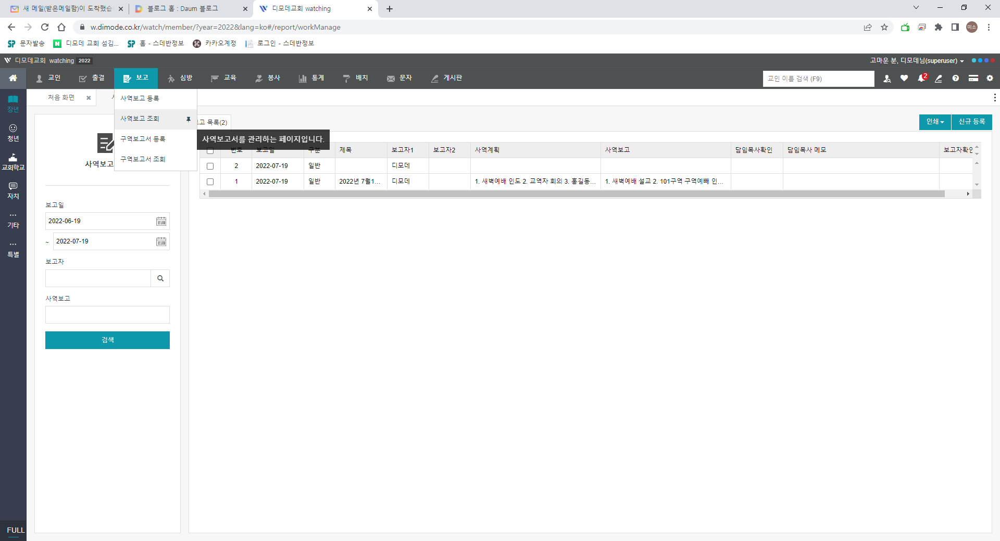 새 메일(받은메일함)이 도착했습
블로그 홈 : Daum 블로그
디모데교회 watching
w.dimode.co.kr/watch/member/?year=2022&lang=ko#/report/workManage
미소
문자발송
디모데 교회 섬김...
홈 - 스데반정보
카카오계정
로그인 - 스데반정보
디모데교회 watching 2022
고마운 분, 디모데님(superuser)
교인
출결
보고
심방
교육
봉사
통계
배치
문자
게시판
교인 이름 검색 (F9)
2
처음 화면
장년
청년
교회학교
자치
기타
특별
FULL
사역보고 등록
사역보고 조회
구역보고서 등록
구역보고서 조회
사역보고서를 관리하는 페이지입니다.
사역보고
보고일
2022-06-19
~ 2022-07-19
보고자
사역보고
검색
보고 목록(2)
인쇄
신규 등록
번호 보고일 구분 제목 보고자1 보고자2 사역계획 사역보고 담임목사확인 담임목사 메모 보고자확인
2 2022-07-19 일반 디모데
1 2022-07-19 일반 2022년 7월1... 디모데 1. 새벽예배 인도 2. 교역자 회의 3. 홍길동... 1. 새벽예배 설교 2. 101구역 구역예배 인...